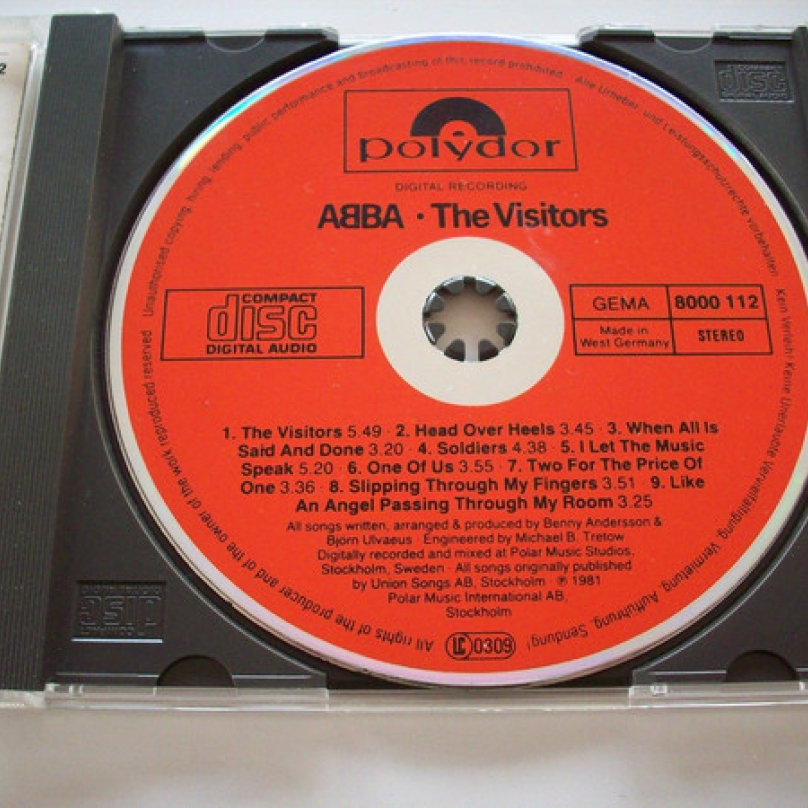 2
polydor
DIGITAL RECORDING
ABBA · The Visitors
COMPACT
disc
DIGITAL AUDIO
GEMA
8000 112
Made in
West Germany
STEREO
1. The Visitors 5.49 · 2. Head Over Heels 3.45 · 3. When All Is
Said And Done 3.20 · 4. Soldiers 4.38 · 5. I Let The Music
Speak 5.20 · 6. One Of Us 3.55 · 7. Two For The Price Of
One 3.36 · 8. Slipping Through My Fingers 3.51 · 9. Like
An Angel Passing Through My Room 3.25
All songs written, arranged & produced by Benny Andersson &
Björn Ulvaeus · Engineered by Michael B. Tretow
Digitally recorded and mixed at Polar Music Studios,
Stockholm, Sweden · All songs originally published
by Union Songs AB, Stockholm · ℗ 1981
Polar Music International AB,
Stockholm
LC 0309
All rights of the producer and of the owner of the work reproduced reserved · Unauthorised copying, hiring, lending, public performance and broadcasting of this record prohibited · Alle Urheber- und Leistungsschutzrechte vorbehalten · Kein Verleih! Keine Unerlaubte Vervielfältigung, Vermietung, Aufführung, Sendung!
COMPACT
disc
DIGITAL AUDIO
COMPACT
disc
DIGITAL AUDIO